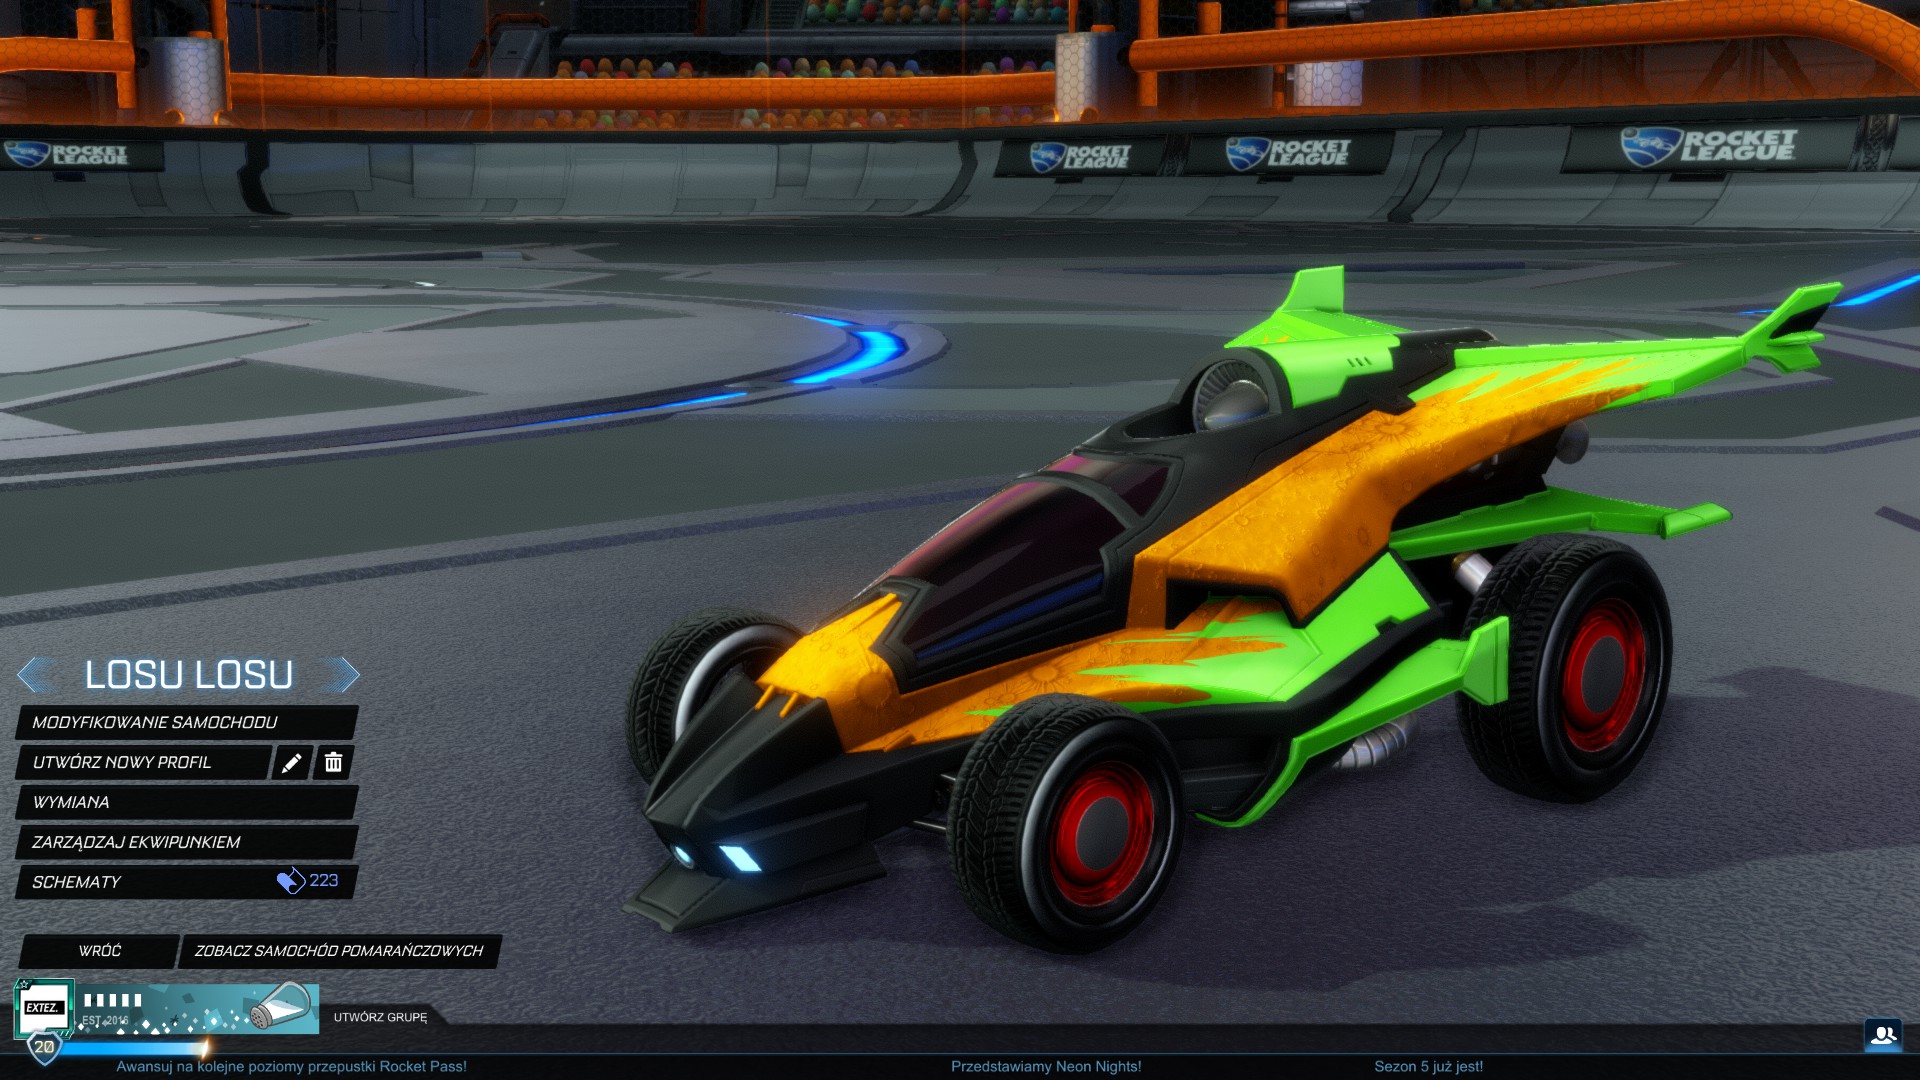 ROCKET
LEAGUE
ROCKET
LEAGUE
ROCKET
LEAGUE
ROCKET
LEAGUE
LOSU LOSU
MODYFIKOWANIE SAMOCHODU
UTWÓRZ NOWY PROFIL
WYMIANA
ZARZĄDZAJ EKWIPUNKIEM
SCHEMATY 223
WRÓĆ ZOBACZ SAMOCHÓD POMARAŃCZOWYCH
EXTEZ.
EST. 2016
UTWÓRZ GRUPĘ
20
Awansuj na kolejne poziomy przepustki Rocket Pass! Przedstawiamy Neon Nights! Sezon 5 już jest!